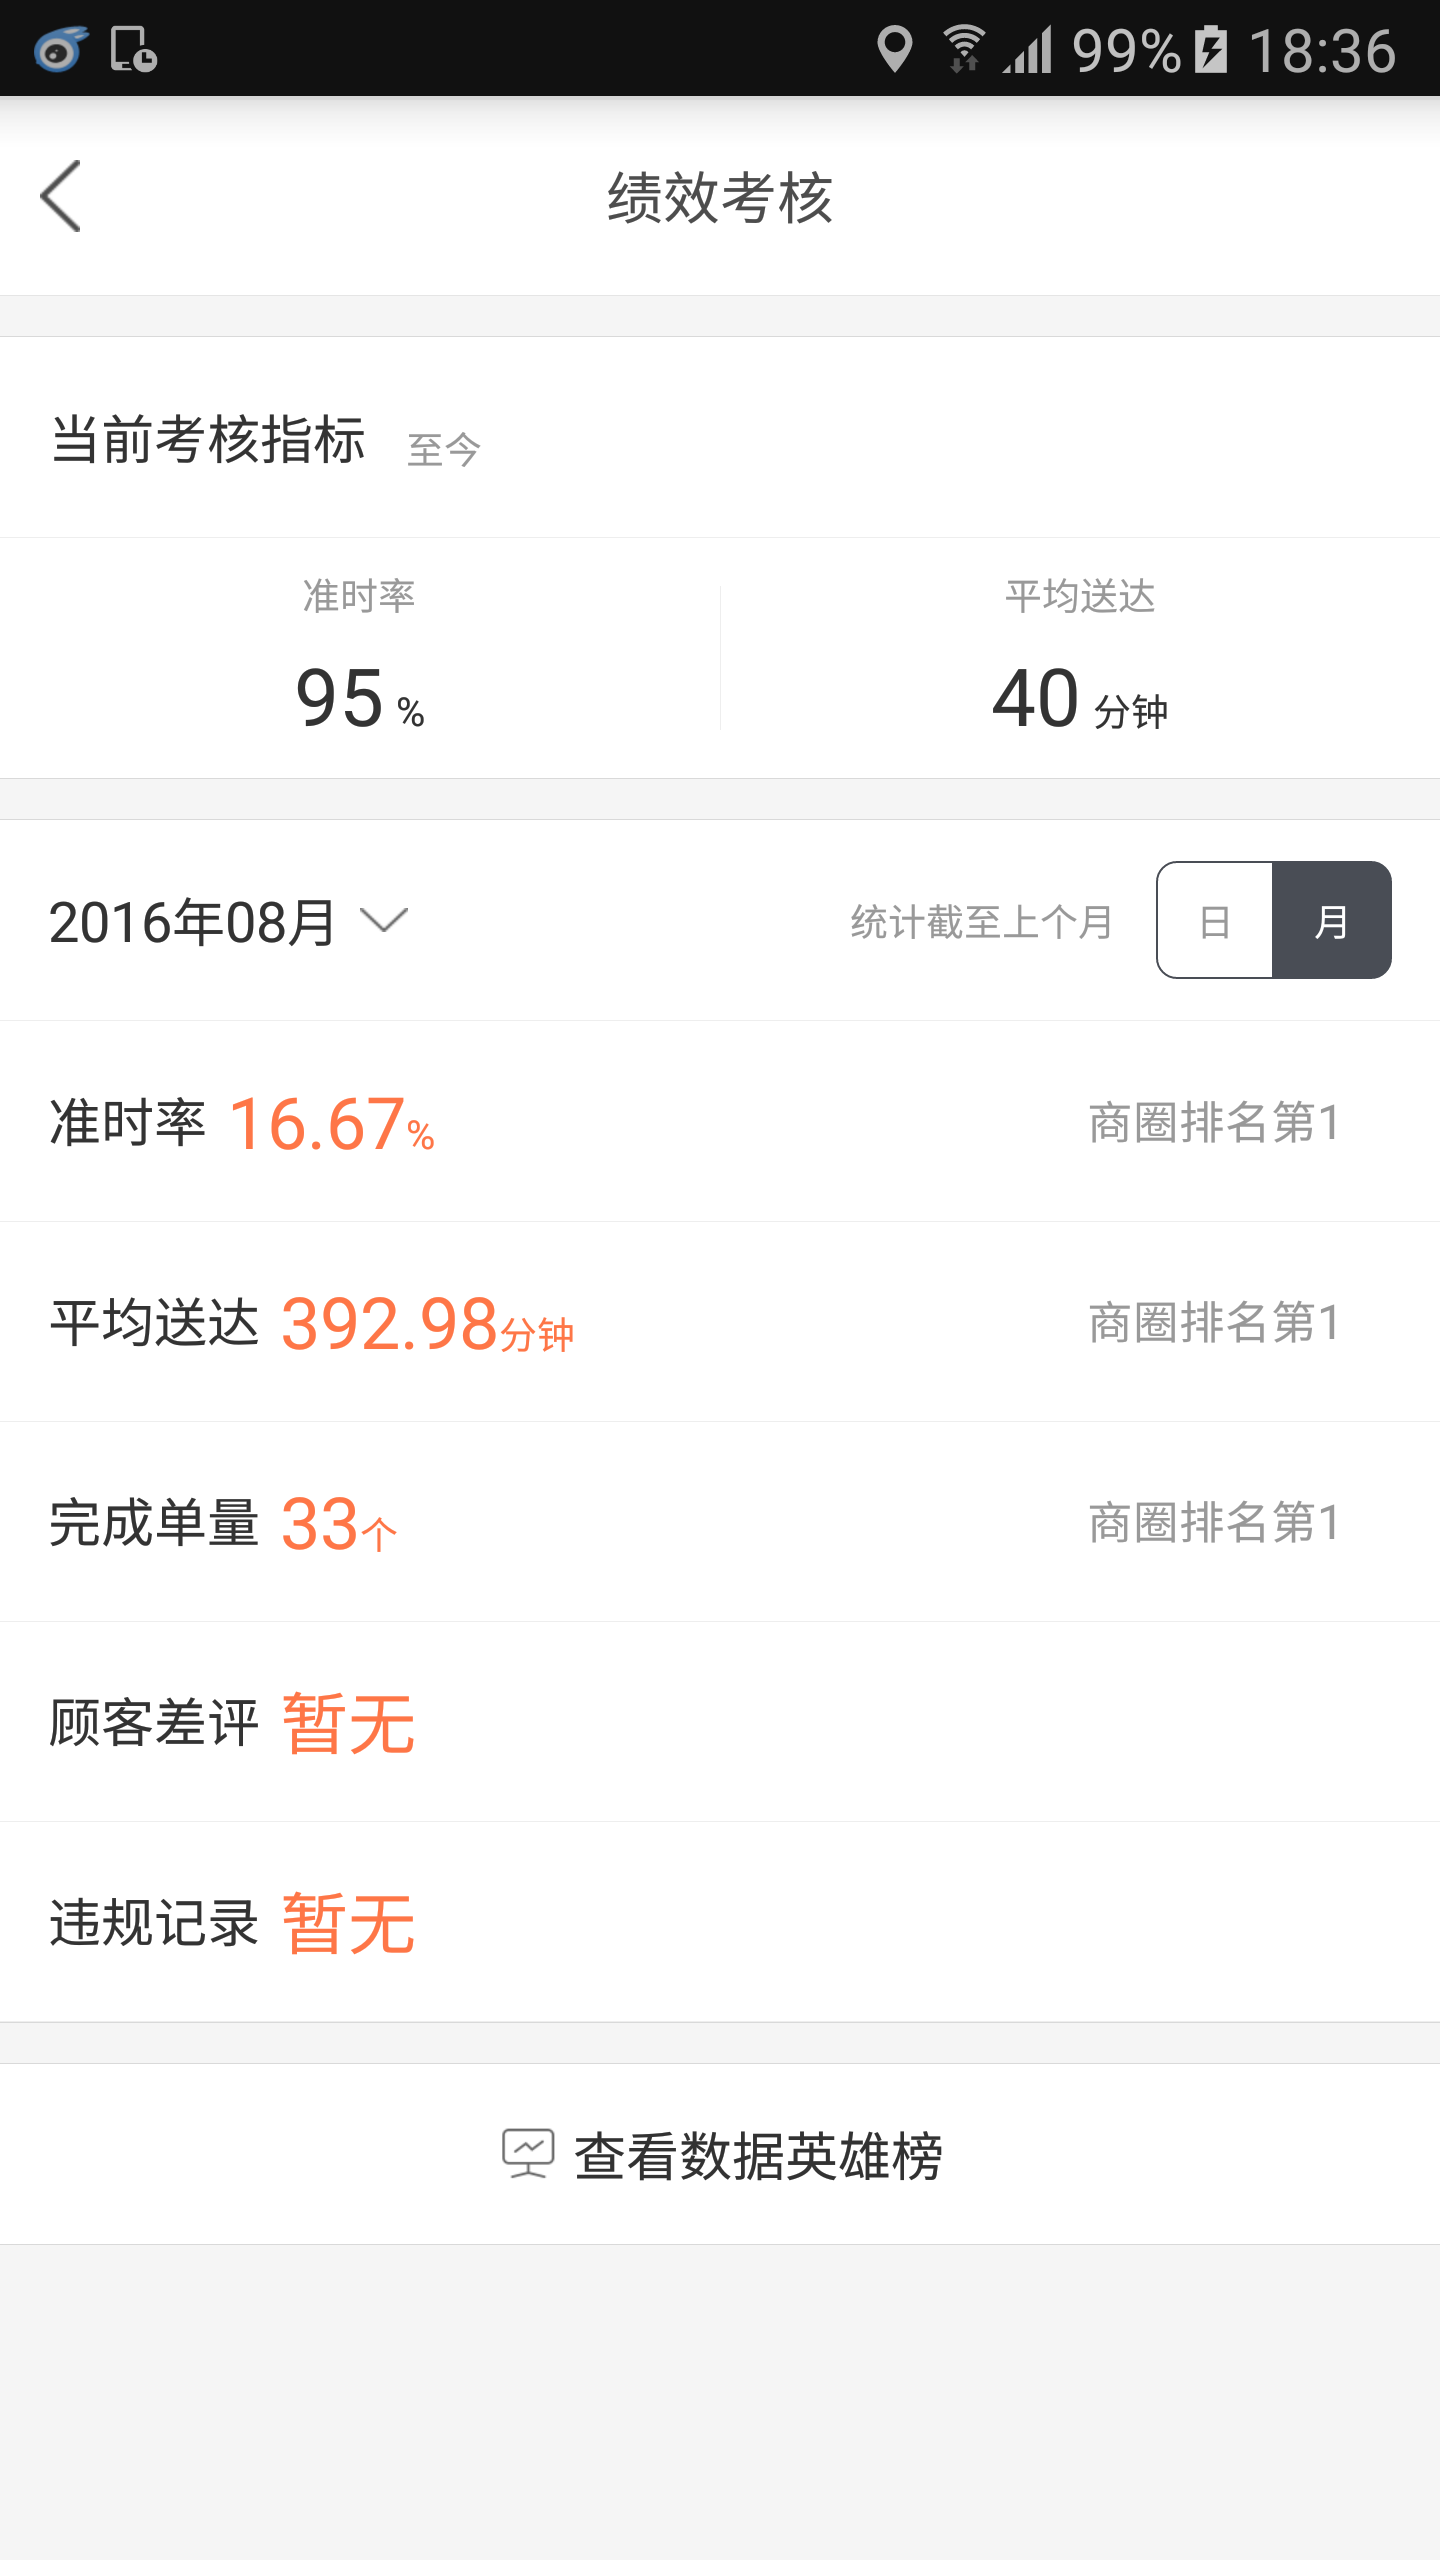 99% 18:36
绩效考核
当前考核指标 至今
准时率 平均送达
95 % 40 分钟
2016年08月 统计截至上个月 日 月
准时率 16.67% 商圈排名第1
平均送达 392.98分钟 商圈排名第1
完成单量 33个 商圈排名第1
顾客差评 暂无
违规记录 暂无
查看数据英雄榜